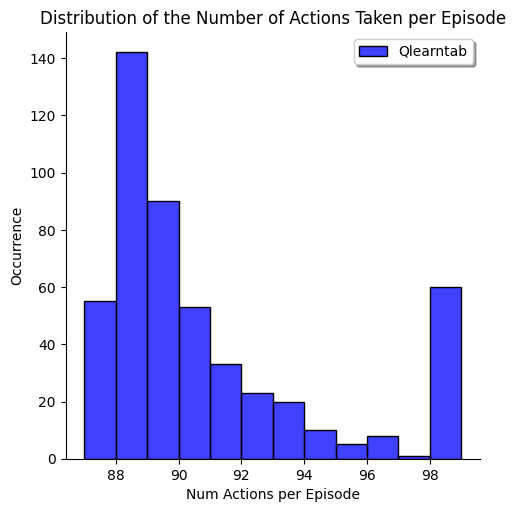 Distribution of the Number of Actions Taken per Episode
Qlearntab
140
120
100
80
60
40
20
0
Occurrence
88 90 92 94 96 98
Num Actions per Episode